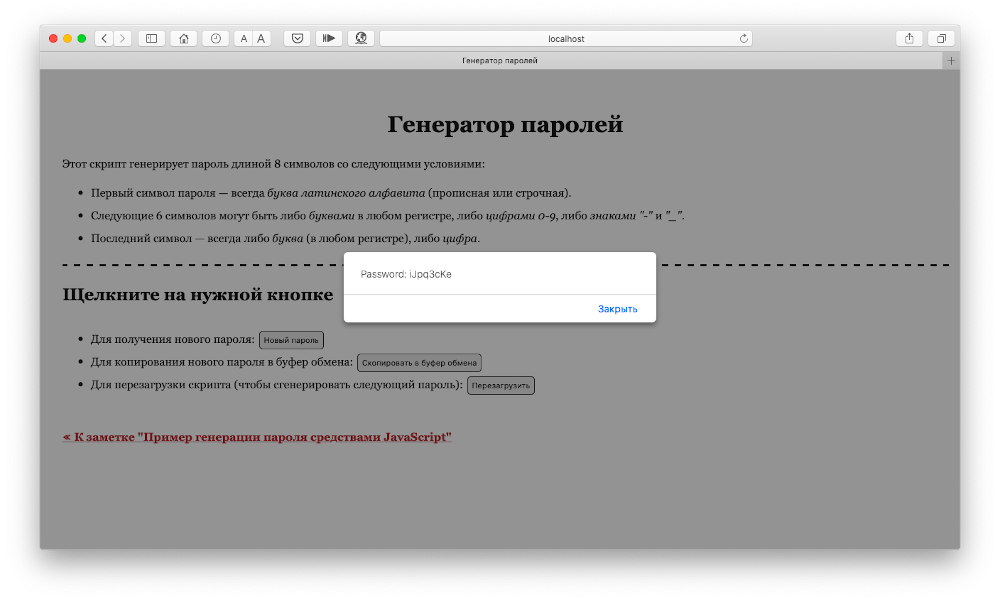 A A
localhost
Генератор паролей
Генератор паролей
Этот скрипт генерирует пароль длиной 8 символов со следующими условиями:
Первый символ пароля — всегда буква латинского алфавита (прописная или строчная).
Следующие 6 символов могут быть либо буквами в любом регистре, либо цифрами 0-9, либо знаками "-" и "_".
Последний символ — всегда либо буква (в любом регистре), либо цифра.
Password: iJpq3cKe
Закрыть
Щелкните на нужной кнопке
Для получения нового пароля: Новый пароль
Для копирования нового пароля в буфер обмена: Скопировать в буфер обмена
Для перезагрузки скрипта (чтобы сгенерировать следующий пароль): Перезагрузить
« К заметке "Пример генерации пароля средствами JavaScript"